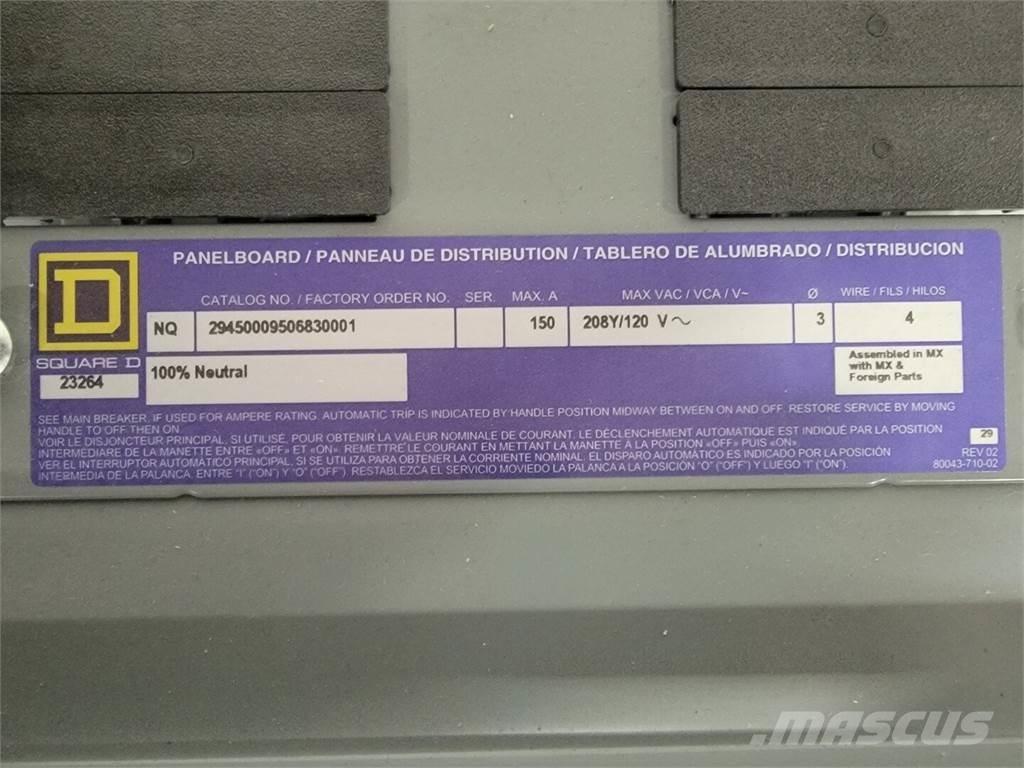 PANELBOARD / PANNEAU DE DISTRIBUTION / TABLERO DE ALUMBRADO / DISTRIBUCION
D
SQUARE D
23264
CATALOG NO. / FACTORY ORDER NO. SER. MAX. A MAX VAC / VCA / V~ Ø WIRE / FILS / HILOS
NQ 29450009506830001 150 208Y/120 V~ 3 4
100% Neutral
Assembled in MX
with MX &
Foreign Parts
SEE MAIN BREAKER, IF USED FOR AMPERE RATING. AUTOMATIC TRIP IS INDICATED BY HANDLE POSITION MIDWAY BETWEEN ON AND OFF. RESTORE SERVICE BY MOVING
HANDLE TO OFF THEN ON.
VOIR LE DISJONCTEUR PRINCIPAL, SI UTILISE, POUR OBTENIR LA VALEUR NOMINALE DE COURANT. LE DÉCLENCHEMENT AUTOMATIQUE EST INDIQUÉ PAR LA POSITION
INTERMÉDIAIRE DE LA MANETTE ENTRE «OFF» ET «ON». REMETTRE LE COURANT EN METTANT LA MANETTE À LA POSITION «OFF» PUIS «ON».
VER EL INTERRUPTOR AUTOMÁTICO PRINCIPAL, SI SE UTILIZA PARA OBTENER LA CORRIENTE NOMINAL. EL DISPARO AUTOMÁTICO ES INDICADO POR LA POSICIÓN
INTERMEDIA DE LA PALANCA, ENTRE "I" ("ON") Y "O" ("OFF"). RESTABLEZCA EL SERVICIO MOVIEDO LA PALANCA A LA POSICIÓN "O" ("OFF") Y LUEGO "I" ("ON").
29
REV 02
80043-710-02
MASCUS